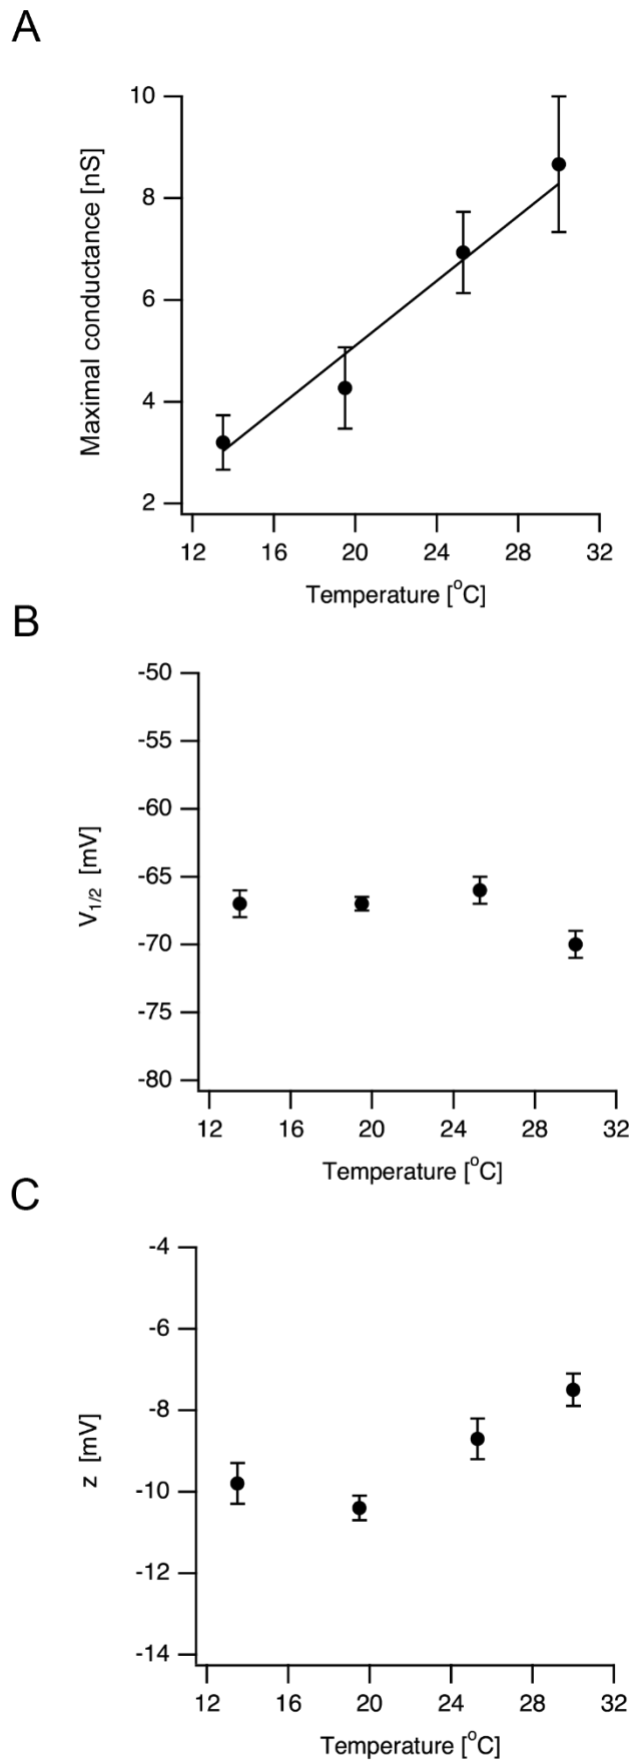 A
10
8
6
4
2
Maximal conductance [nS]
12 16 20 24 28 32
Temperature [°C]
B
-50
-55
-60
-65
-70
-75
-80
V1/2 [mV]
12 16 20 24 28 32
Temperature [°C]
C
-4
-6
-8
-10
-12
-14
z [mV]
12 16 20 24 28 32
Temperature [°C]